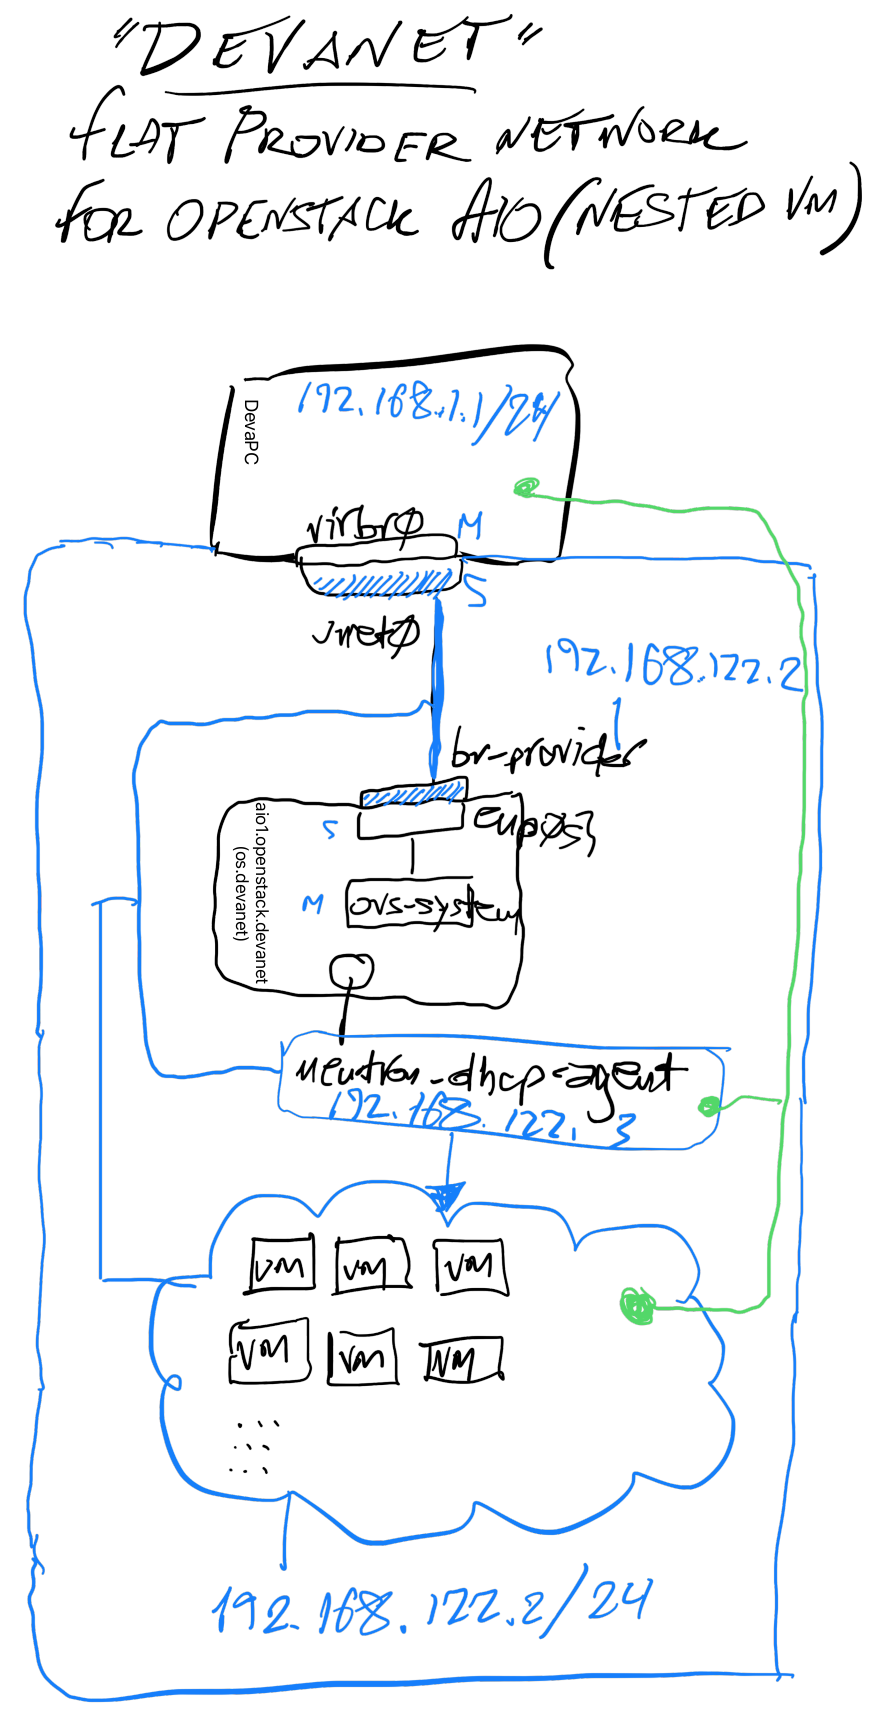 "DEVANET"
FLAT PROVIDER NETWORK
FOR OPENSTACK AIO (NESTED VM)
192.168.1.1/24
DevaPC
virbrØ M
S
vnetØ
192.168.122.2
br-provider
S enpØs3
aio1.openstack.devanet
(os.devanet)
M ovs-system
neutron-dhcp-agent
192.168.122.3
VM VM VM
VM VM VM
192.168.122.2/24